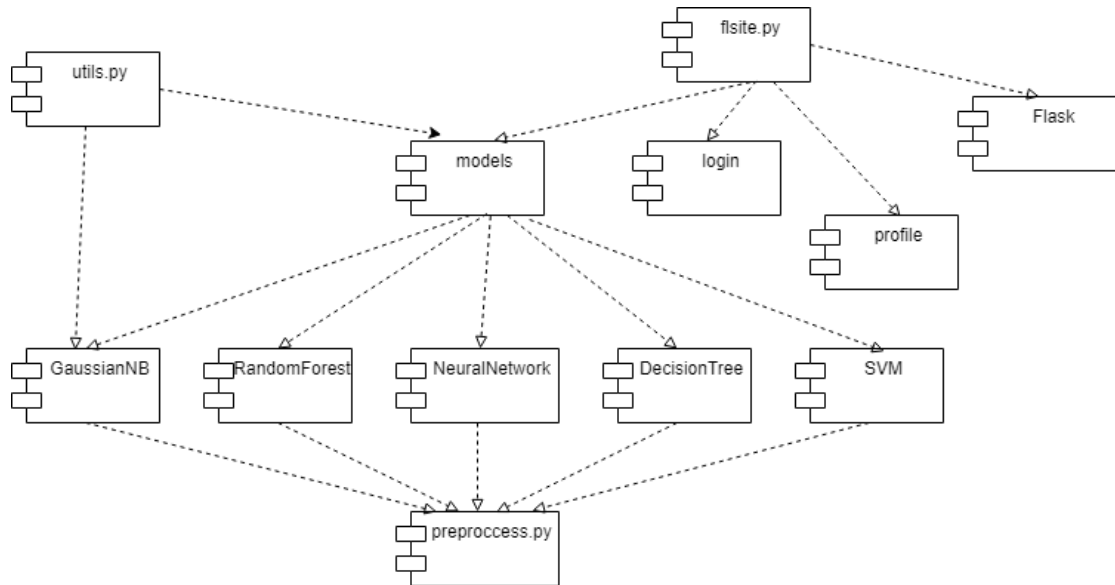 flsite.py
utils.py
Flask
models
login
profile
GaussianNB
RandomForest
NeuralNetwork
DecisionTree
SVM
preproccess.py